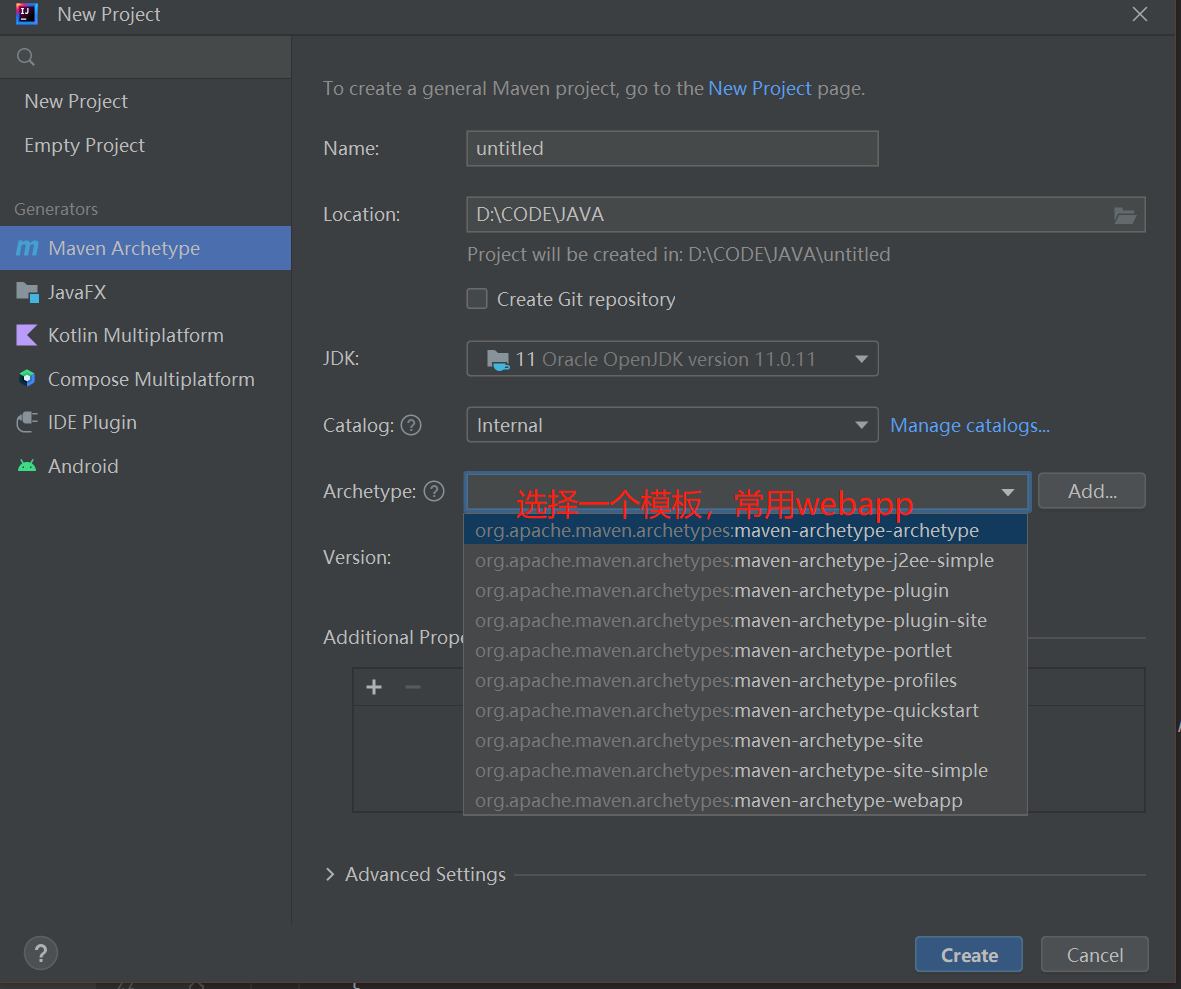 New Project
New Project
Empty Project
Generators
Maven Archetype
JavaFX
Kotlin Multiplatform
Compose Multiplatform
IDE Plugin
Android
To create a general Maven project, go to the New Project page.
Name: untitled
Location: D:\CODE\JAVA
Project will be created in: D:\CODE\JAVA\untitled
Create Git repository
JDK: 11 Oracle OpenJDK version 11.0.11
Catalog: ? Internal Manage catalogs...
Archetype: ? 选择一个模板，常用webapp Add...
org.apache.maven.archetypes:maven-archetype-archetype
org.apache.maven.archetypes:maven-archetype-j2ee-simple
Version:
org.apache.maven.archetypes:maven-archetype-plugin
org.apache.maven.archetypes:maven-archetype-plugin-site
Additional Prope
org.apache.maven.archetypes:maven-archetype-portlet
org.apache.maven.archetypes:maven-archetype-profiles
org.apache.maven.archetypes:maven-archetype-quickstart
org.apache.maven.archetypes:maven-archetype-site
org.apache.maven.archetypes:maven-archetype-site-simple
org.apache.maven.archetypes:maven-archetype-webapp
Advanced Settings
? Create Cancel